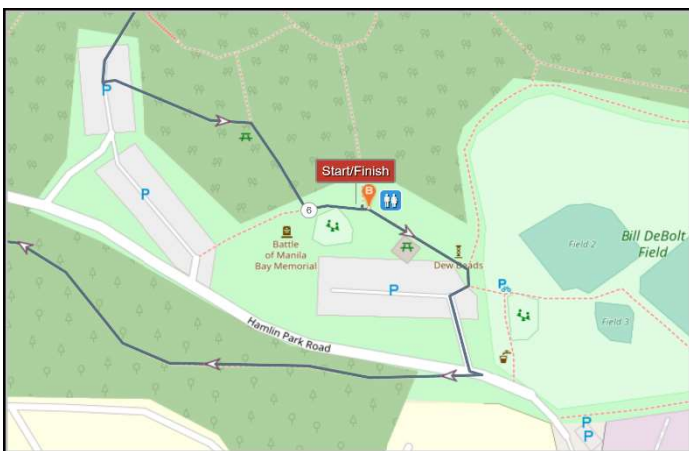 P
P
Start/Finish
B
6
Battle
of Manila
Bay Memorial
Dew Beads
P
P
Field 2
Bill DeBolt
Field
Field 3
Hamlin Park Road
P
P